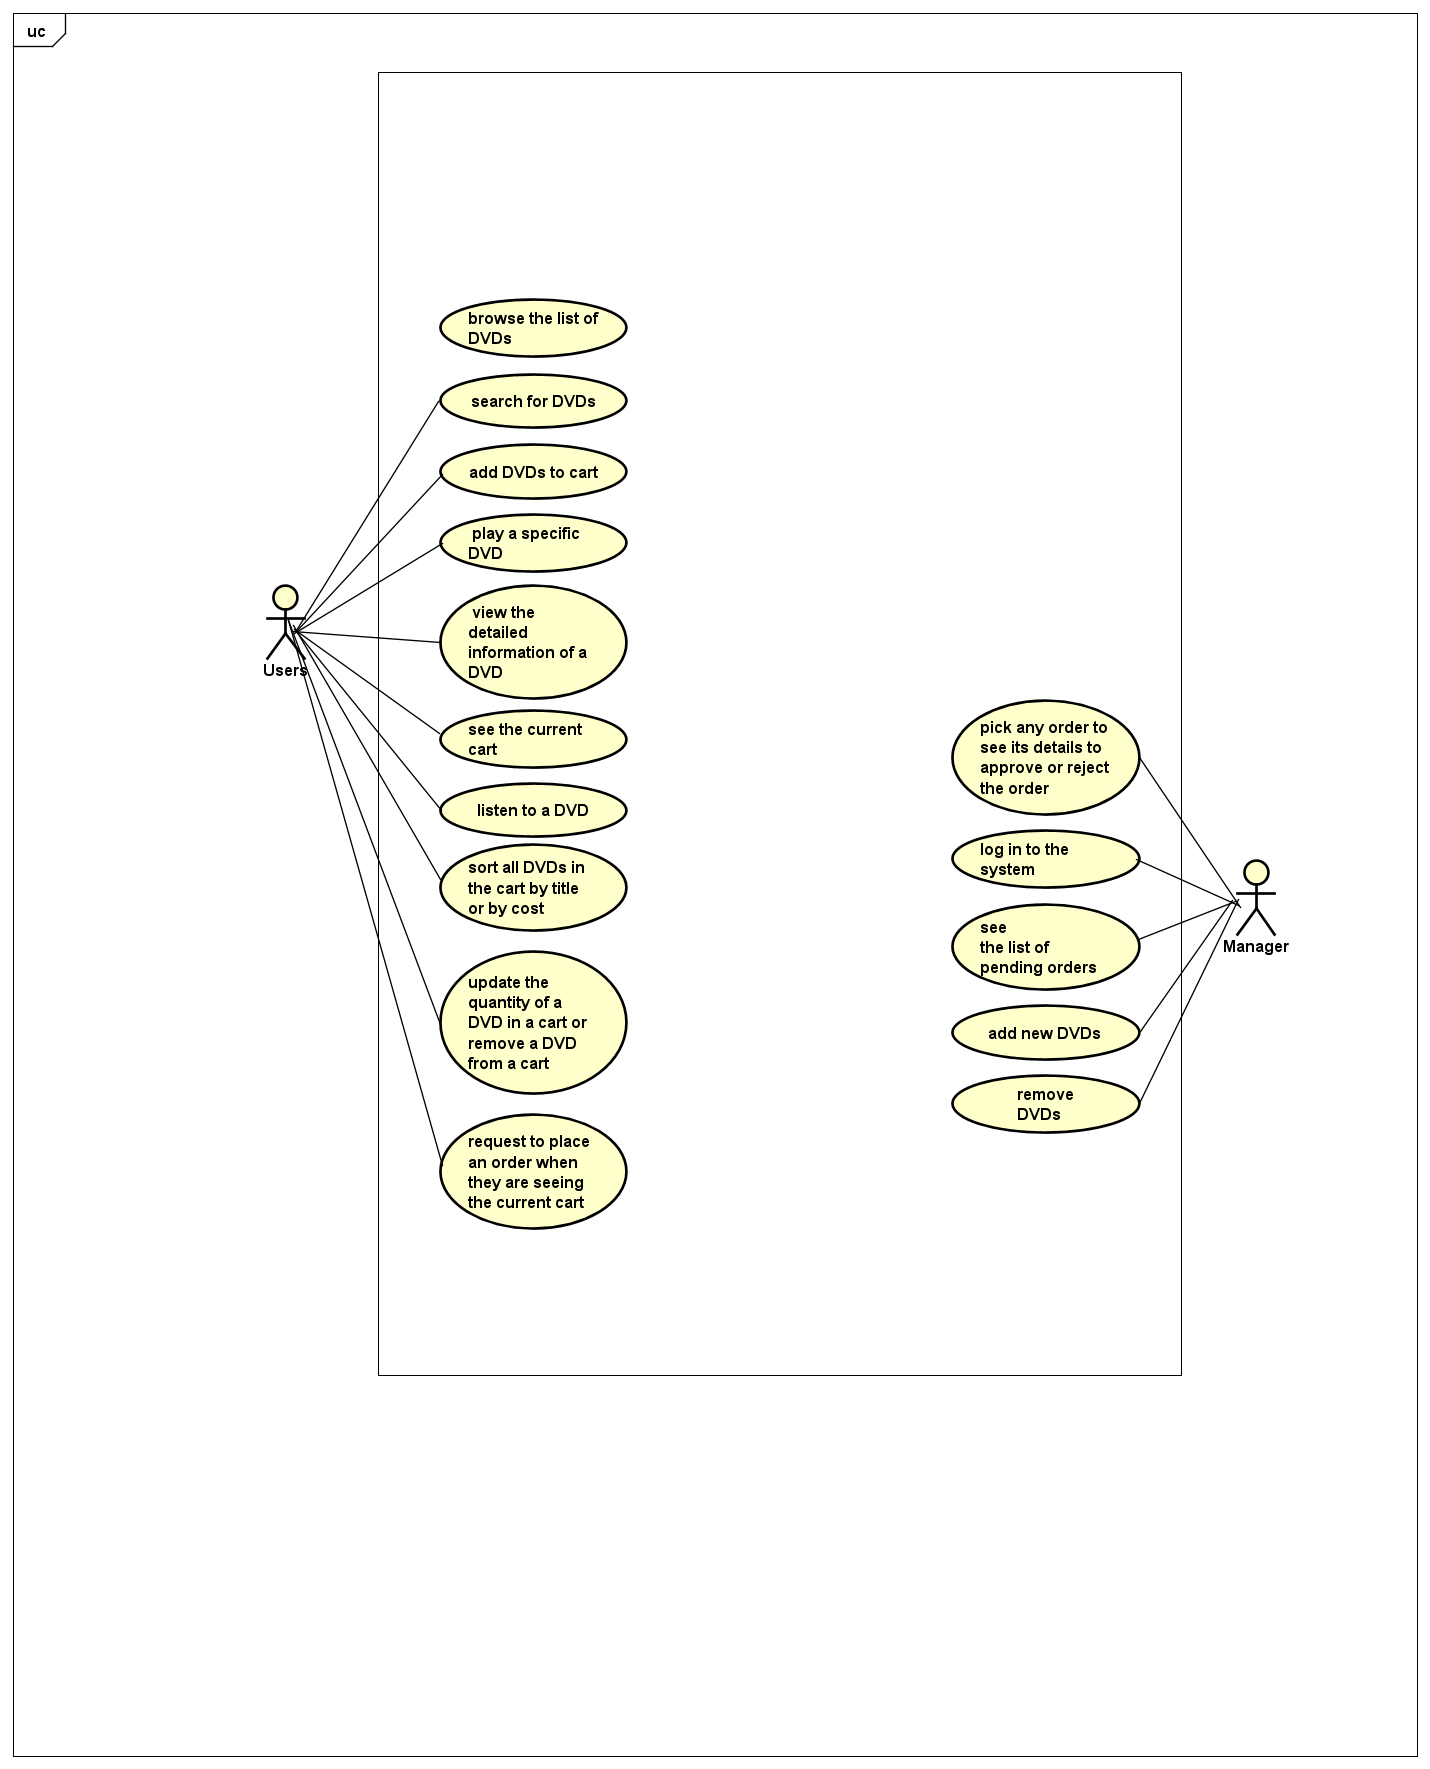 uc
browse the list of
DVDs
search for DVDs
add DVDs to cart
play a specific
DVD
view the
detailed
information of a
DVD
Users
see the current
cart
listen to a DVD
sort all DVDs in
the cart by title
or by cost
update the
quantity of a
DVD in a cart or
remove a DVD
from a cart
request to place
an order when
they are seeing
the current cart
pick any order to
see its details to
approve or reject
the order
log in to the
system
see
the list of
pending orders
Manager
add new DVDs
remove
DVDs